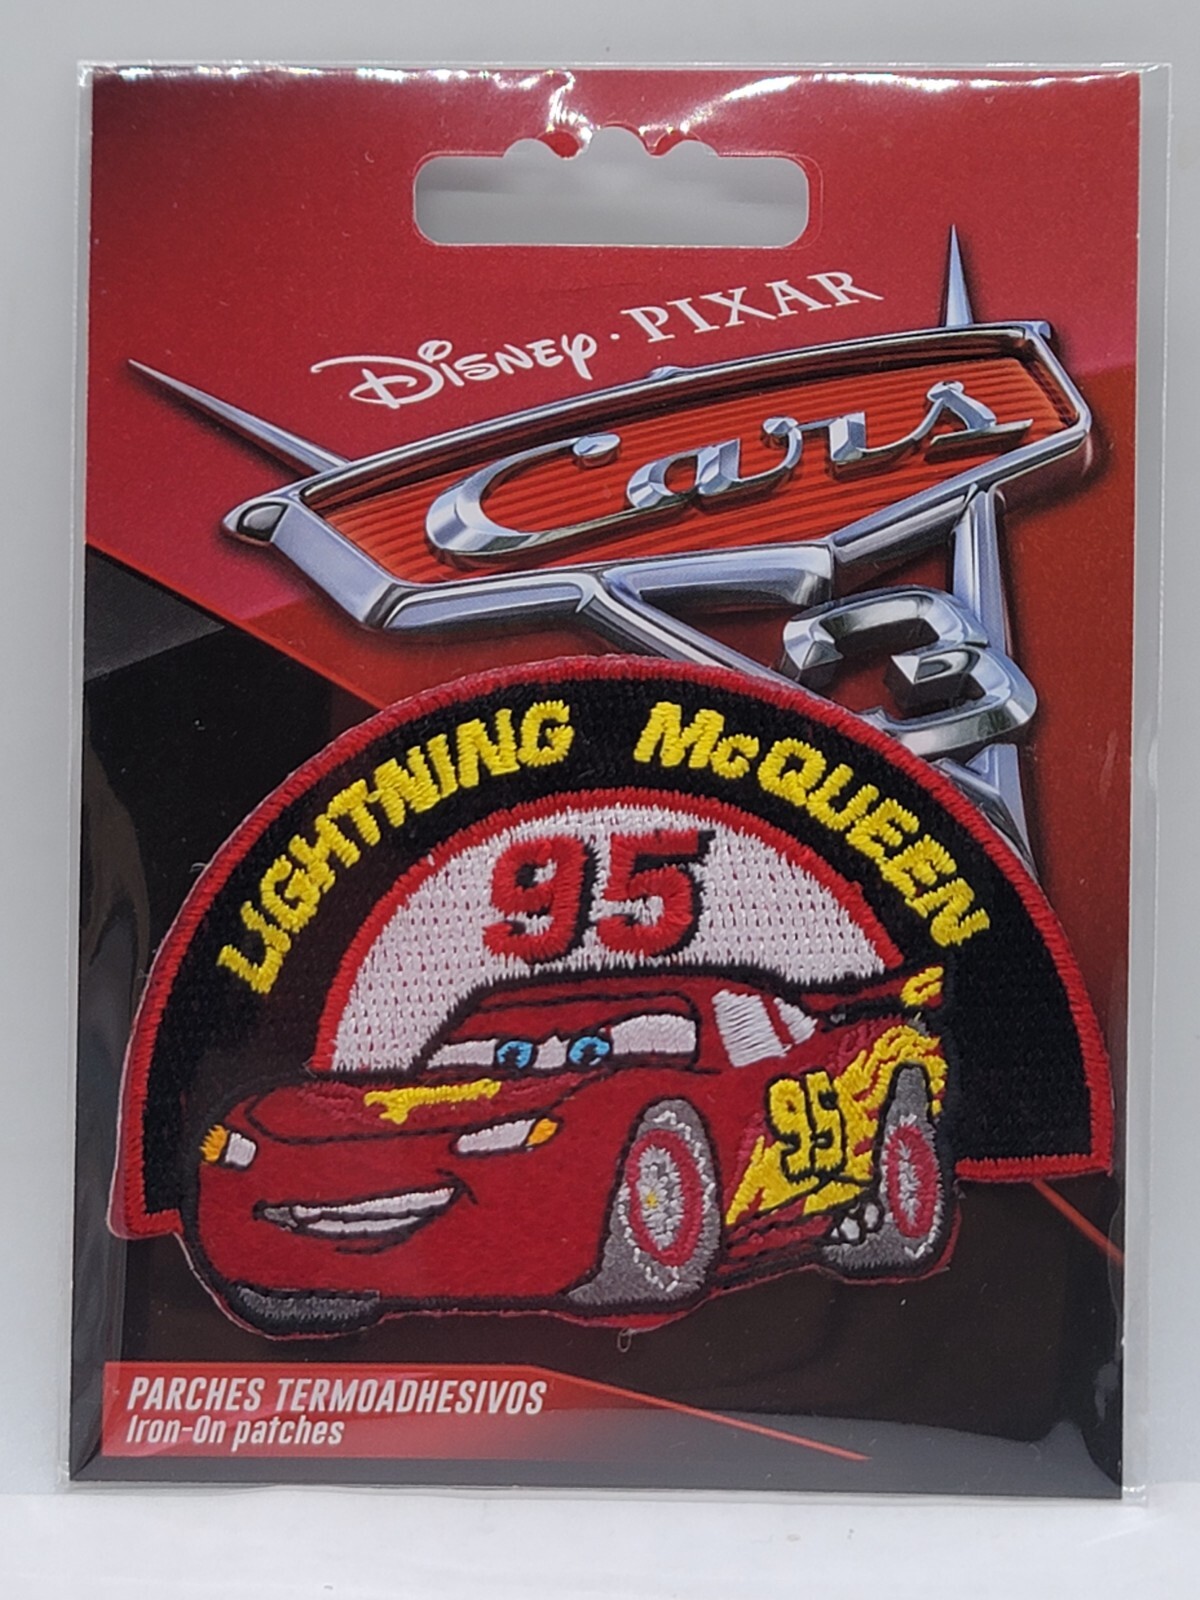 Disney · PIXAR
Cars
3
LIGHTNING McQUEEN
95
95
PARCHES TERMOADHESIVOS
Iron-On patches